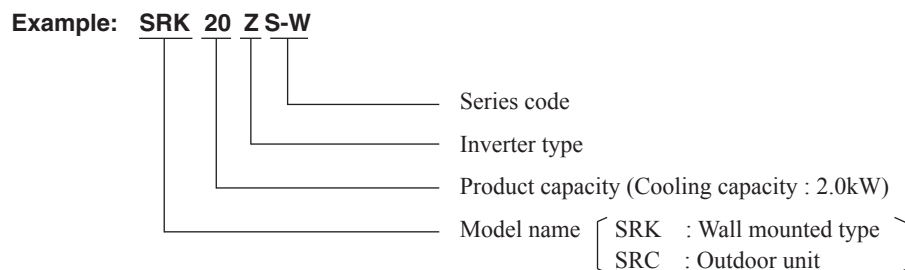 Example: SRK 20 Z S-W
Series code
Inverter type
Product capacity (Cooling capacity : 2.0kW)
Model name SRK : Wall mounted type
SRC : Outdoor unit